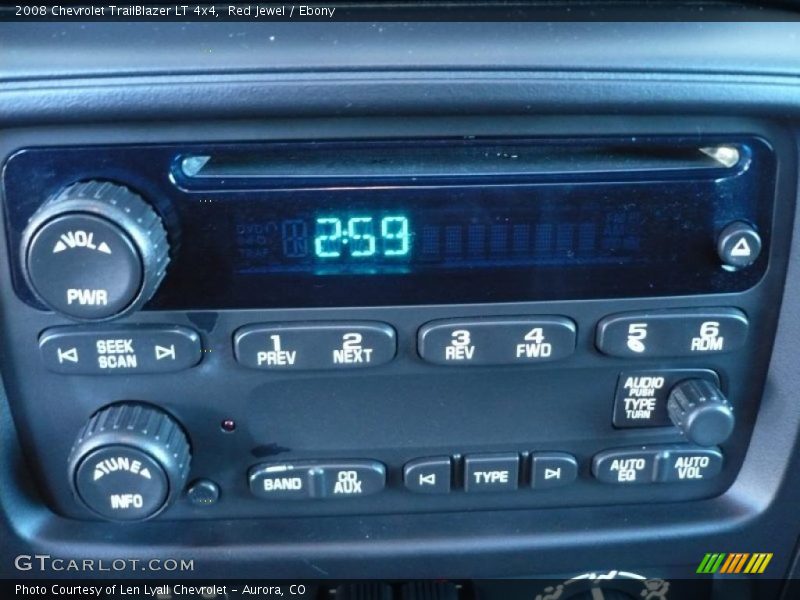 2008 Chevrolet TrailBlazer LT 4x4,  Red Jewel / Ebony
VOL
PWR
2:59
SEEK
SCAN
1
PREV
2
NEXT
3
REV
4
FWD
5
6
RDM
AUDIO
PUSH
TYPE
TURN
TUNE
INFO
BAND
CD
AUX
TYPE
AUTO
EQ
AUTO
VOL
GTCARLOT.COM
Photo Courtesy of Len Lyall Chevrolet – Aurora, CO